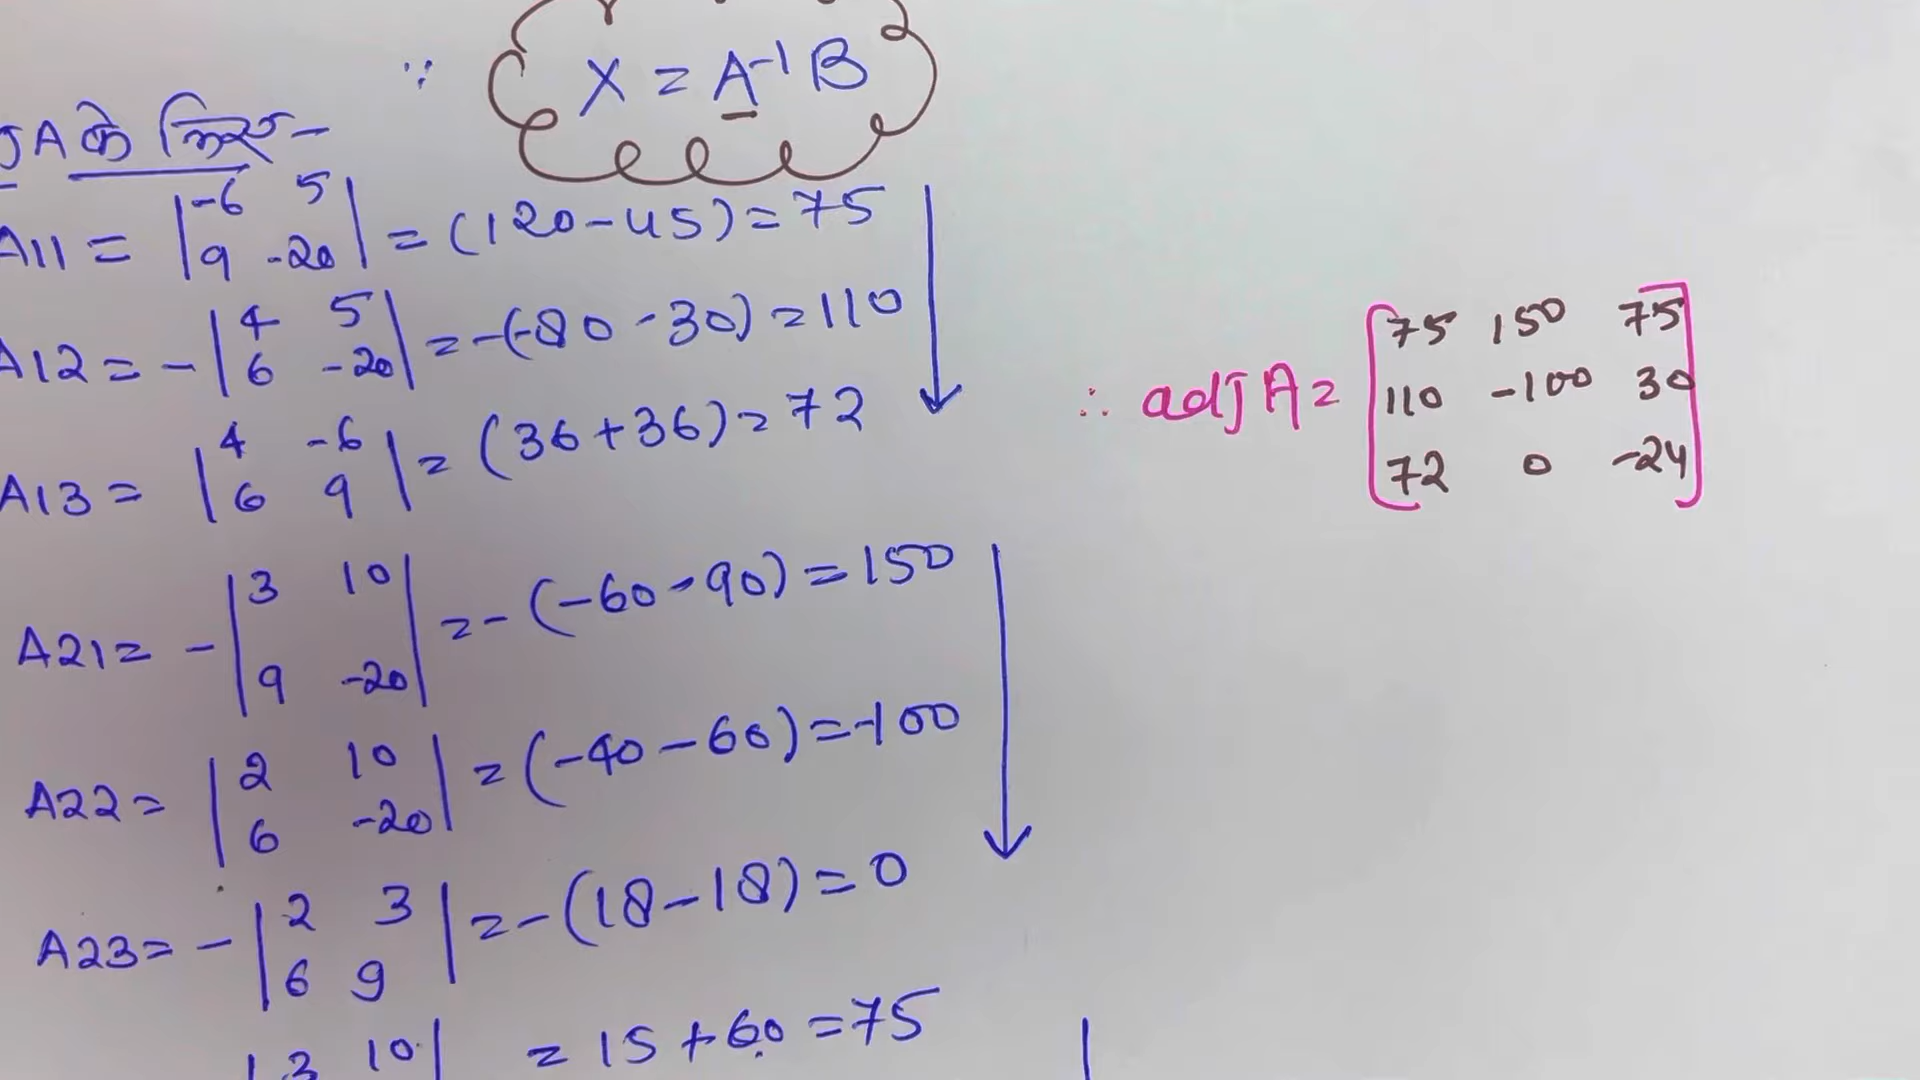 ∵ X = A⁻¹ B
J A के लिए -
A11 = |-6 5| = (120-45) = 75
|9 -20|
A12 = -|4 5| = -(-80-30) = 110
|6 -20|
A13 = |4 -6| = (36+36) = 72
|6 9|
A21 = -|3 10| = -(-60-90) = 150
|9 -20|
A22 = |2 10| = (-40-60) = -100
|6 -20|
A23 = -|2 3| = -(18-18) = 0
|6 9|
|3 10| = 15+60 = 75
∴ adj A = [75 150 75
110 -100 30
72 0 -24]